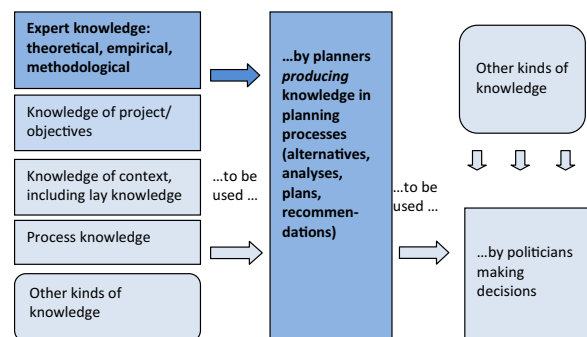 Expert knowledge:
theoretical, empirical,
methodological
Knowledge of project/
objectives
Knowledge of context,
including lay knowledge
Process knowledge
Other kinds of
knowledge
…to be
used …
…by planners
producing
knowledge in
planning
processes
(alternatives,
analyses,
plans,
recommen-
dations)
…to be
used …
Other kinds of
knowledge
…by politicians
making
decisions